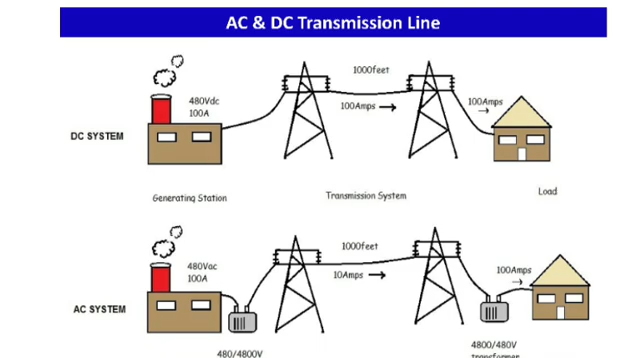 AC & DC Transmission Line
1000feet
480Vdc
100A
100Amps
100Amps
DC SYSTEM
Generating Station
Transmission System
Load
1000feet
480Vac
100A
10Amps
100Amps
AC SYSTEM
480/4800V
4800/480V
transformer